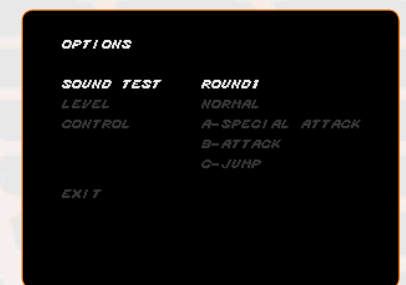 OPTIONS
SOUND TEST ROUND1
LEVEL NORMAL
CONTROL A-SPECIAL ATTACK
B-ATTACK
C-JUMP
EXIT